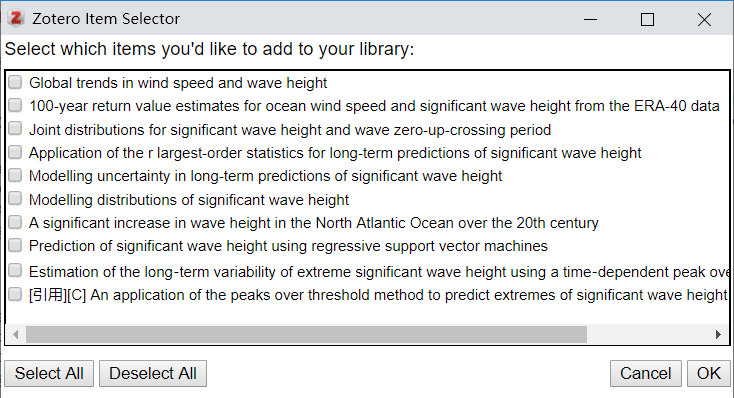 Zotero Item Selector
Select which items you'd like to add to your library:
Global trends in wind speed and wave height
100-year return value estimates for ocean wind speed and significant wave height from the ERA-40 data
Joint distributions for significant wave height and wave zero-up-crossing period
Application of the r largest-order statistics for long-term predictions of significant wave height
Modelling uncertainty in long-term predictions of significant wave height
Modelling distributions of significant wave height
A significant increase in wave height in the North Atlantic Ocean over the 20th century
Prediction of significant wave height using regressive support vector machines
Estimation of the long-term variability of extreme significant wave height using a time-dependent peak ove
[引用][C] An application of the peaks over threshold method to predict extremes of significant wave height
Select All Deselect All Cancel OK